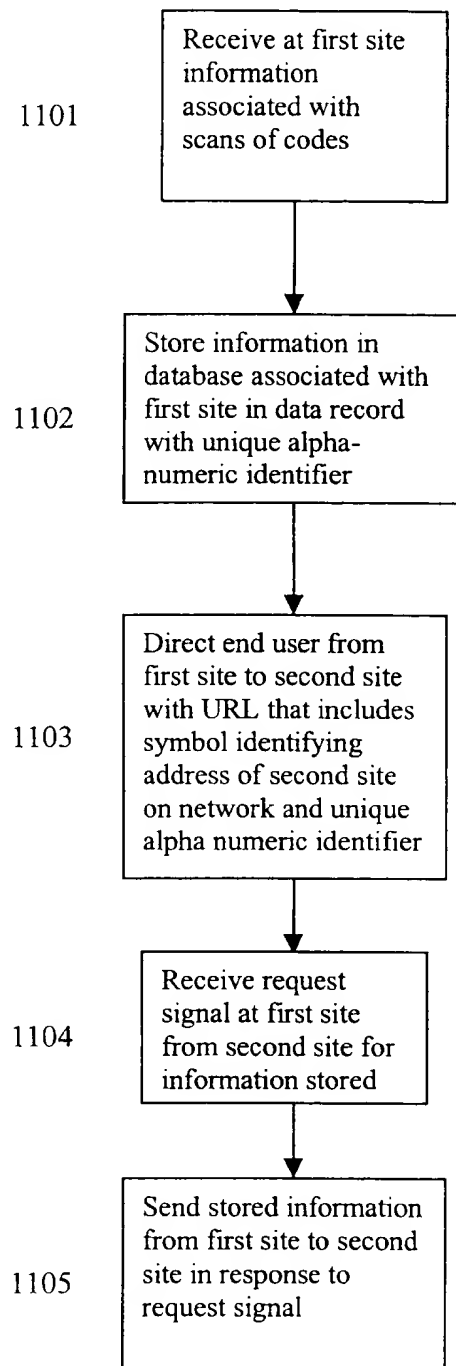 Receive at first site
information
associated with
scans of codes
1101
Store information in
database associated with
first site in data record
with unique alpha-
numeric identifier
1102
Direct end user from
first site to second site
with URL that includes
symbol identifying
address of second site
on network and unique
alpha numeric identifier
1103
Receive request
signal at first site
from second site for
information stored
1104
Send stored information
from first site to second
site in response to
request signal
1105